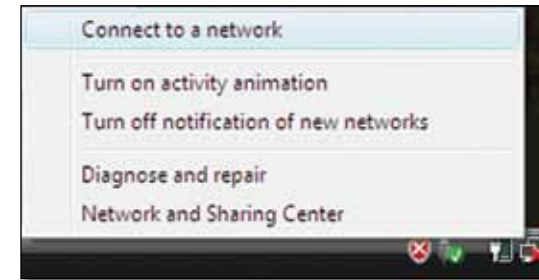 Connect to a network
Turn on activity animation
Turn off notification of new networks
Diagnose and repair
Network and Sharing Center